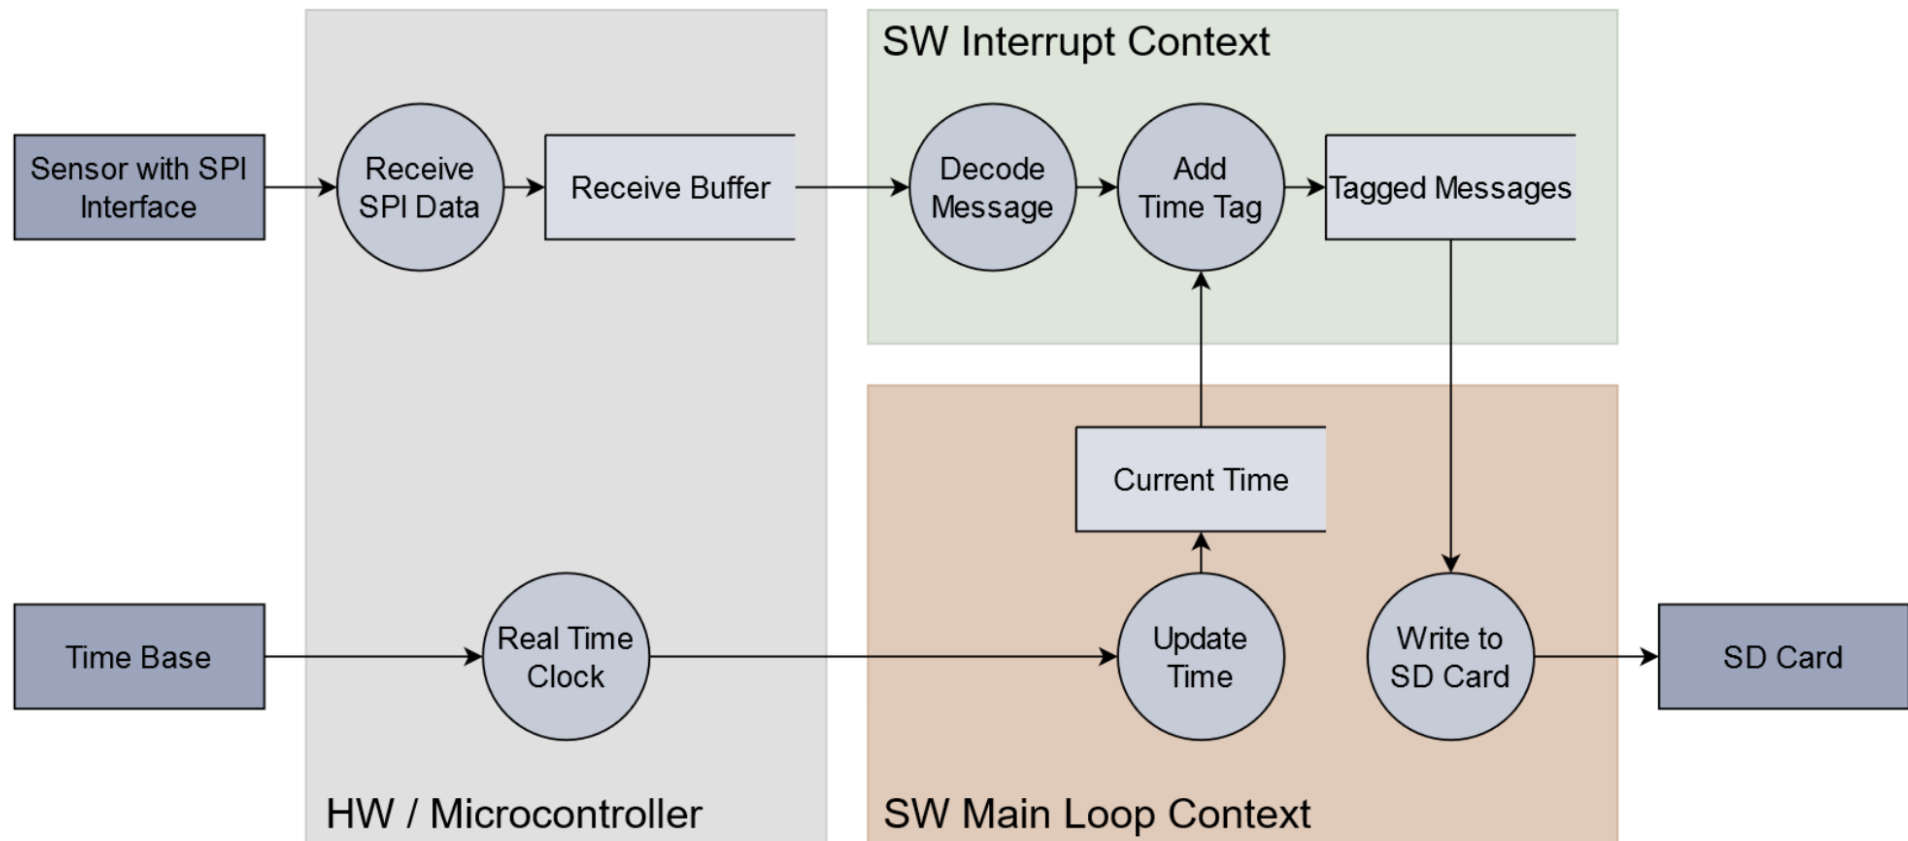 SW Interrupt Context
Sensor with SPI
Interface
Receive
SPI Data
Receive Buffer
Decode
Message
Add
Time Tag
Tagged Messages
Current Time
Time Base
Real Time
Clock
Update
Time
Write to
SD Card
SD Card
HW / Microcontroller
SW Main Loop Context